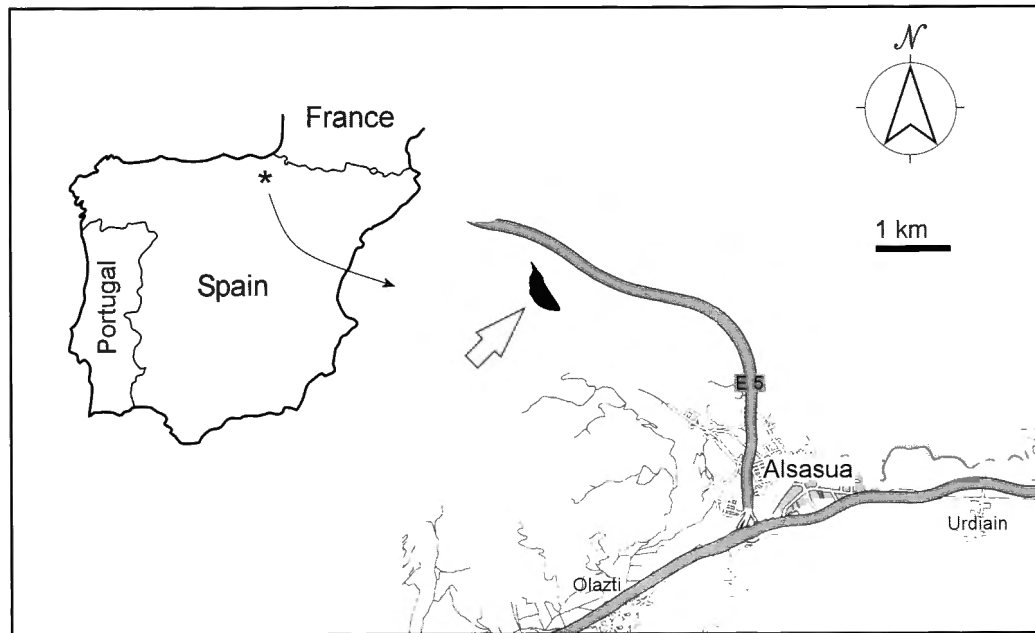 N
France
1 km
Portugal
Spain
E 5
Alsasua
Urdiain
Olazti